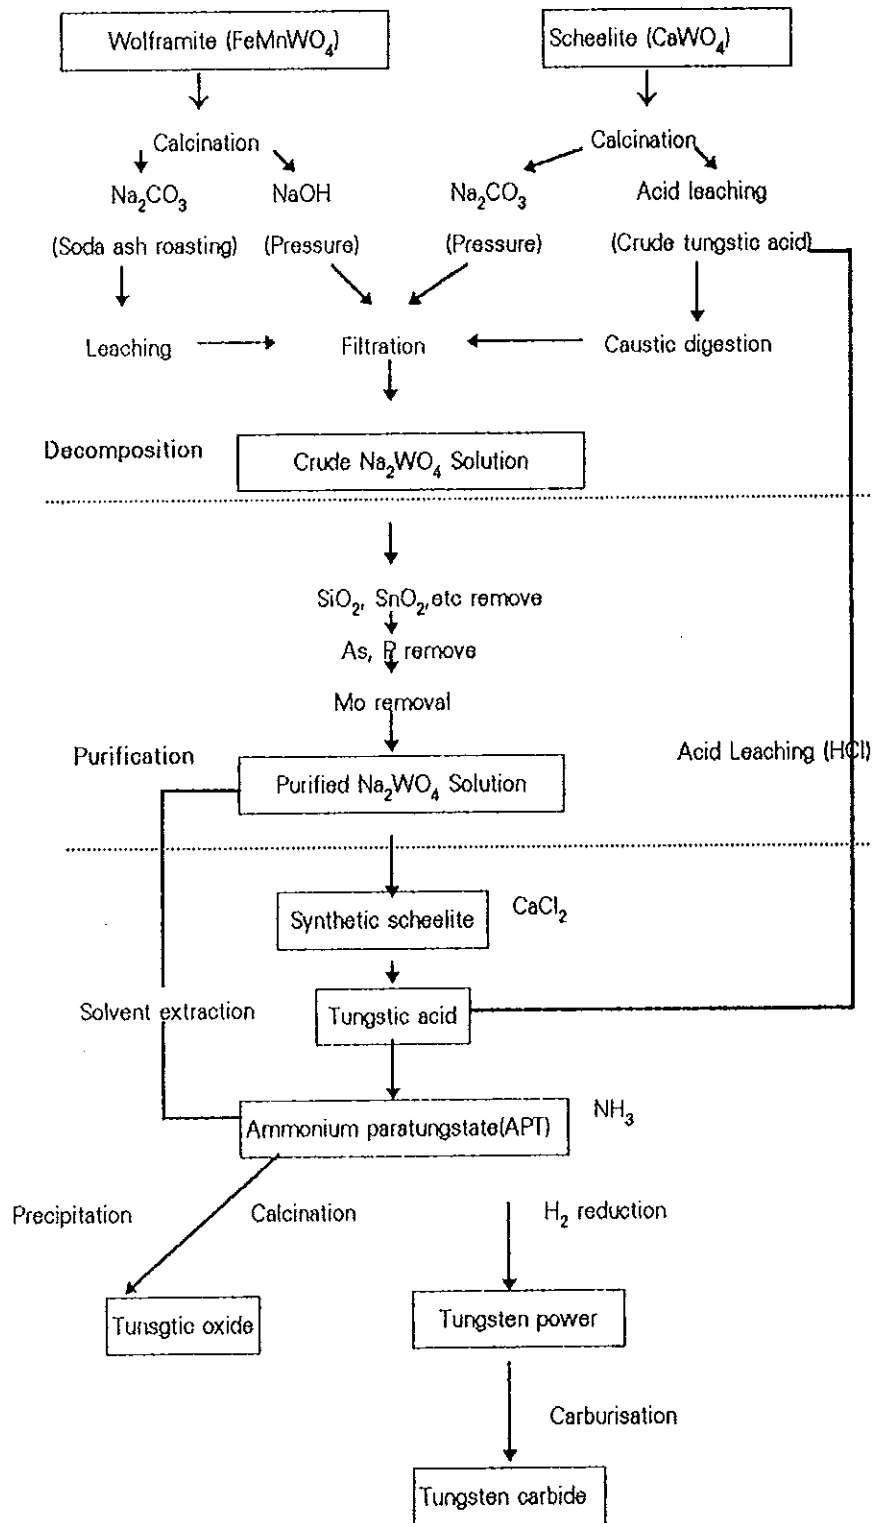 Wolframite (FeMnWO₄)
Scheelite (CaWO₄)
Calcination
Calcination
Na₂CO₃
NaOH
Na₂CO₃
Acid leaching
(Soda ash roasting)
(Pressure)
(Pressure)
(Crude tungstic acid)
Leaching
Filtration
Caustic digestion
Decomposition
Crude Na₂WO₄ Solution
SiO₂, SnO₂,etc remove
As, P remove
Mo removal
Purification
Acid Leaching (HCl)
Purified Na₂WO₄ Solution
Synthetic scheelite
CaCl₂
Solvent extraction
Tungstic acid
Ammonium paratungstate(APT)
NH₃
Precipitation
Calcination
H₂ reduction
Tunsgtic oxide
Tungsten power
Carburisation
Tungsten carbide